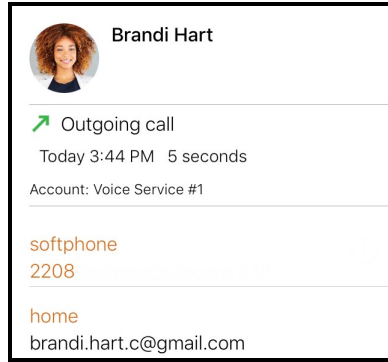 Brandi Hart
Outgoing call
Today 3:44 PM 5 seconds
Account: Voice Service #1
softphone
2208
home
brandi.hart.c@gmail.com